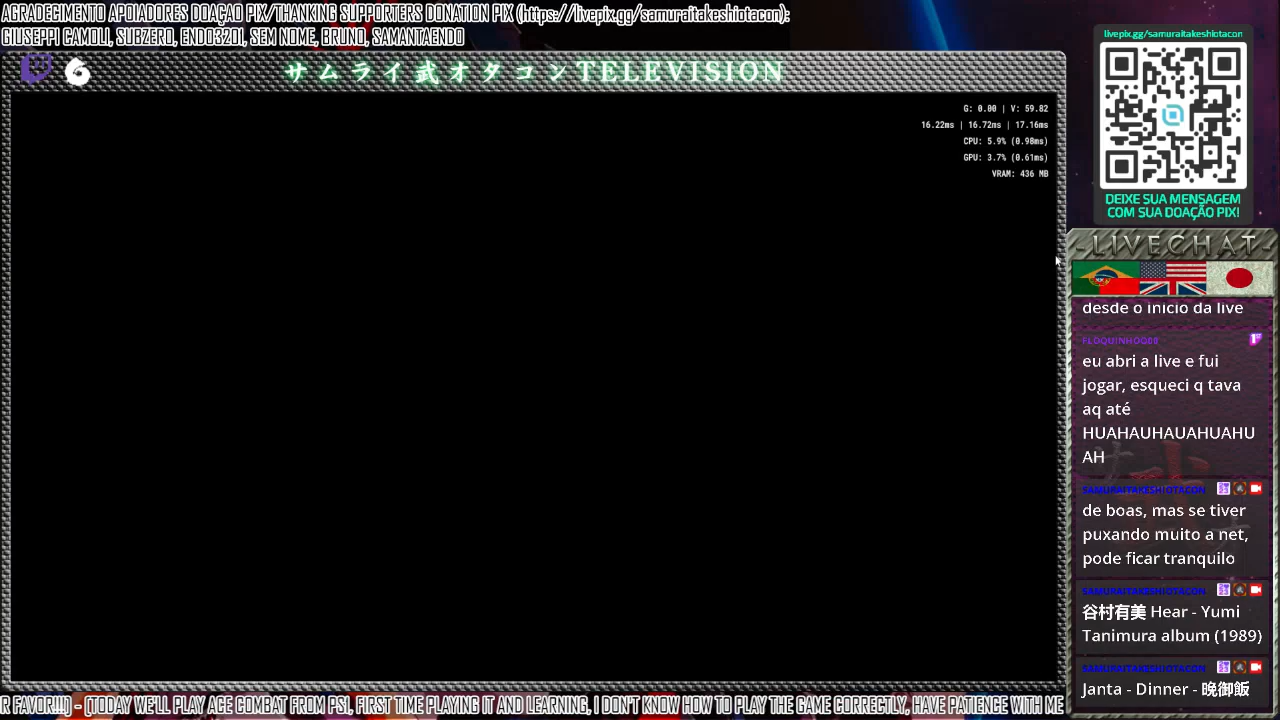 AGRADECIMENTO APOIADORES DOAÇÃO PIX/THANKING SUPPORTERS DONATION PIX (https://livepix.gg/samuraitakeshiotacon):
GIUSEPPI CAMOLI, SUBZERO, ENDO3201, SEM NOME, BRUNO, SAMANTAENDO
6
サムライ武オタコンTELEVISION
G: 0.00 | V: 59.82
16.22ms | 16.72ms | 17.16ms
CPU: 5.9% (0.98ms)
GPU: 3.7% (0.61ms)
VRAM: 436 MB
livepix.gg/samuraitakeshiotacon
DEIXE SUA MENSAGEM
COM SUA DOAÇÃO PIX!
-LIVECHAT-
desde o inicio da live
FLOQUINHOO00
eu abri a live e fui
jogar, esqueci q tava
aq até
HUAHAUHAUAHUAHU
AH
SAMURAITAKESHIOTACON
de boas, mas se tiver
puxando muito a net,
pode ficar tranquilo
SAMURAITAKESHIOTACON
谷村有美 Hear - Yumi
Tanimura album (1989)
SAMURAITAKESHIOTACON
Janta - Dinner - 晩御飯
R FAVOR!!!) - (TODAY WE'LL PLAY ACE COMBAT FROM PS1, FIRST TIME PLAYING IT AND LEARNING, I DON'T KNOW HOW TO PLAY THE GAME CORRECTLY, HAVE PATIENCE WITH ME